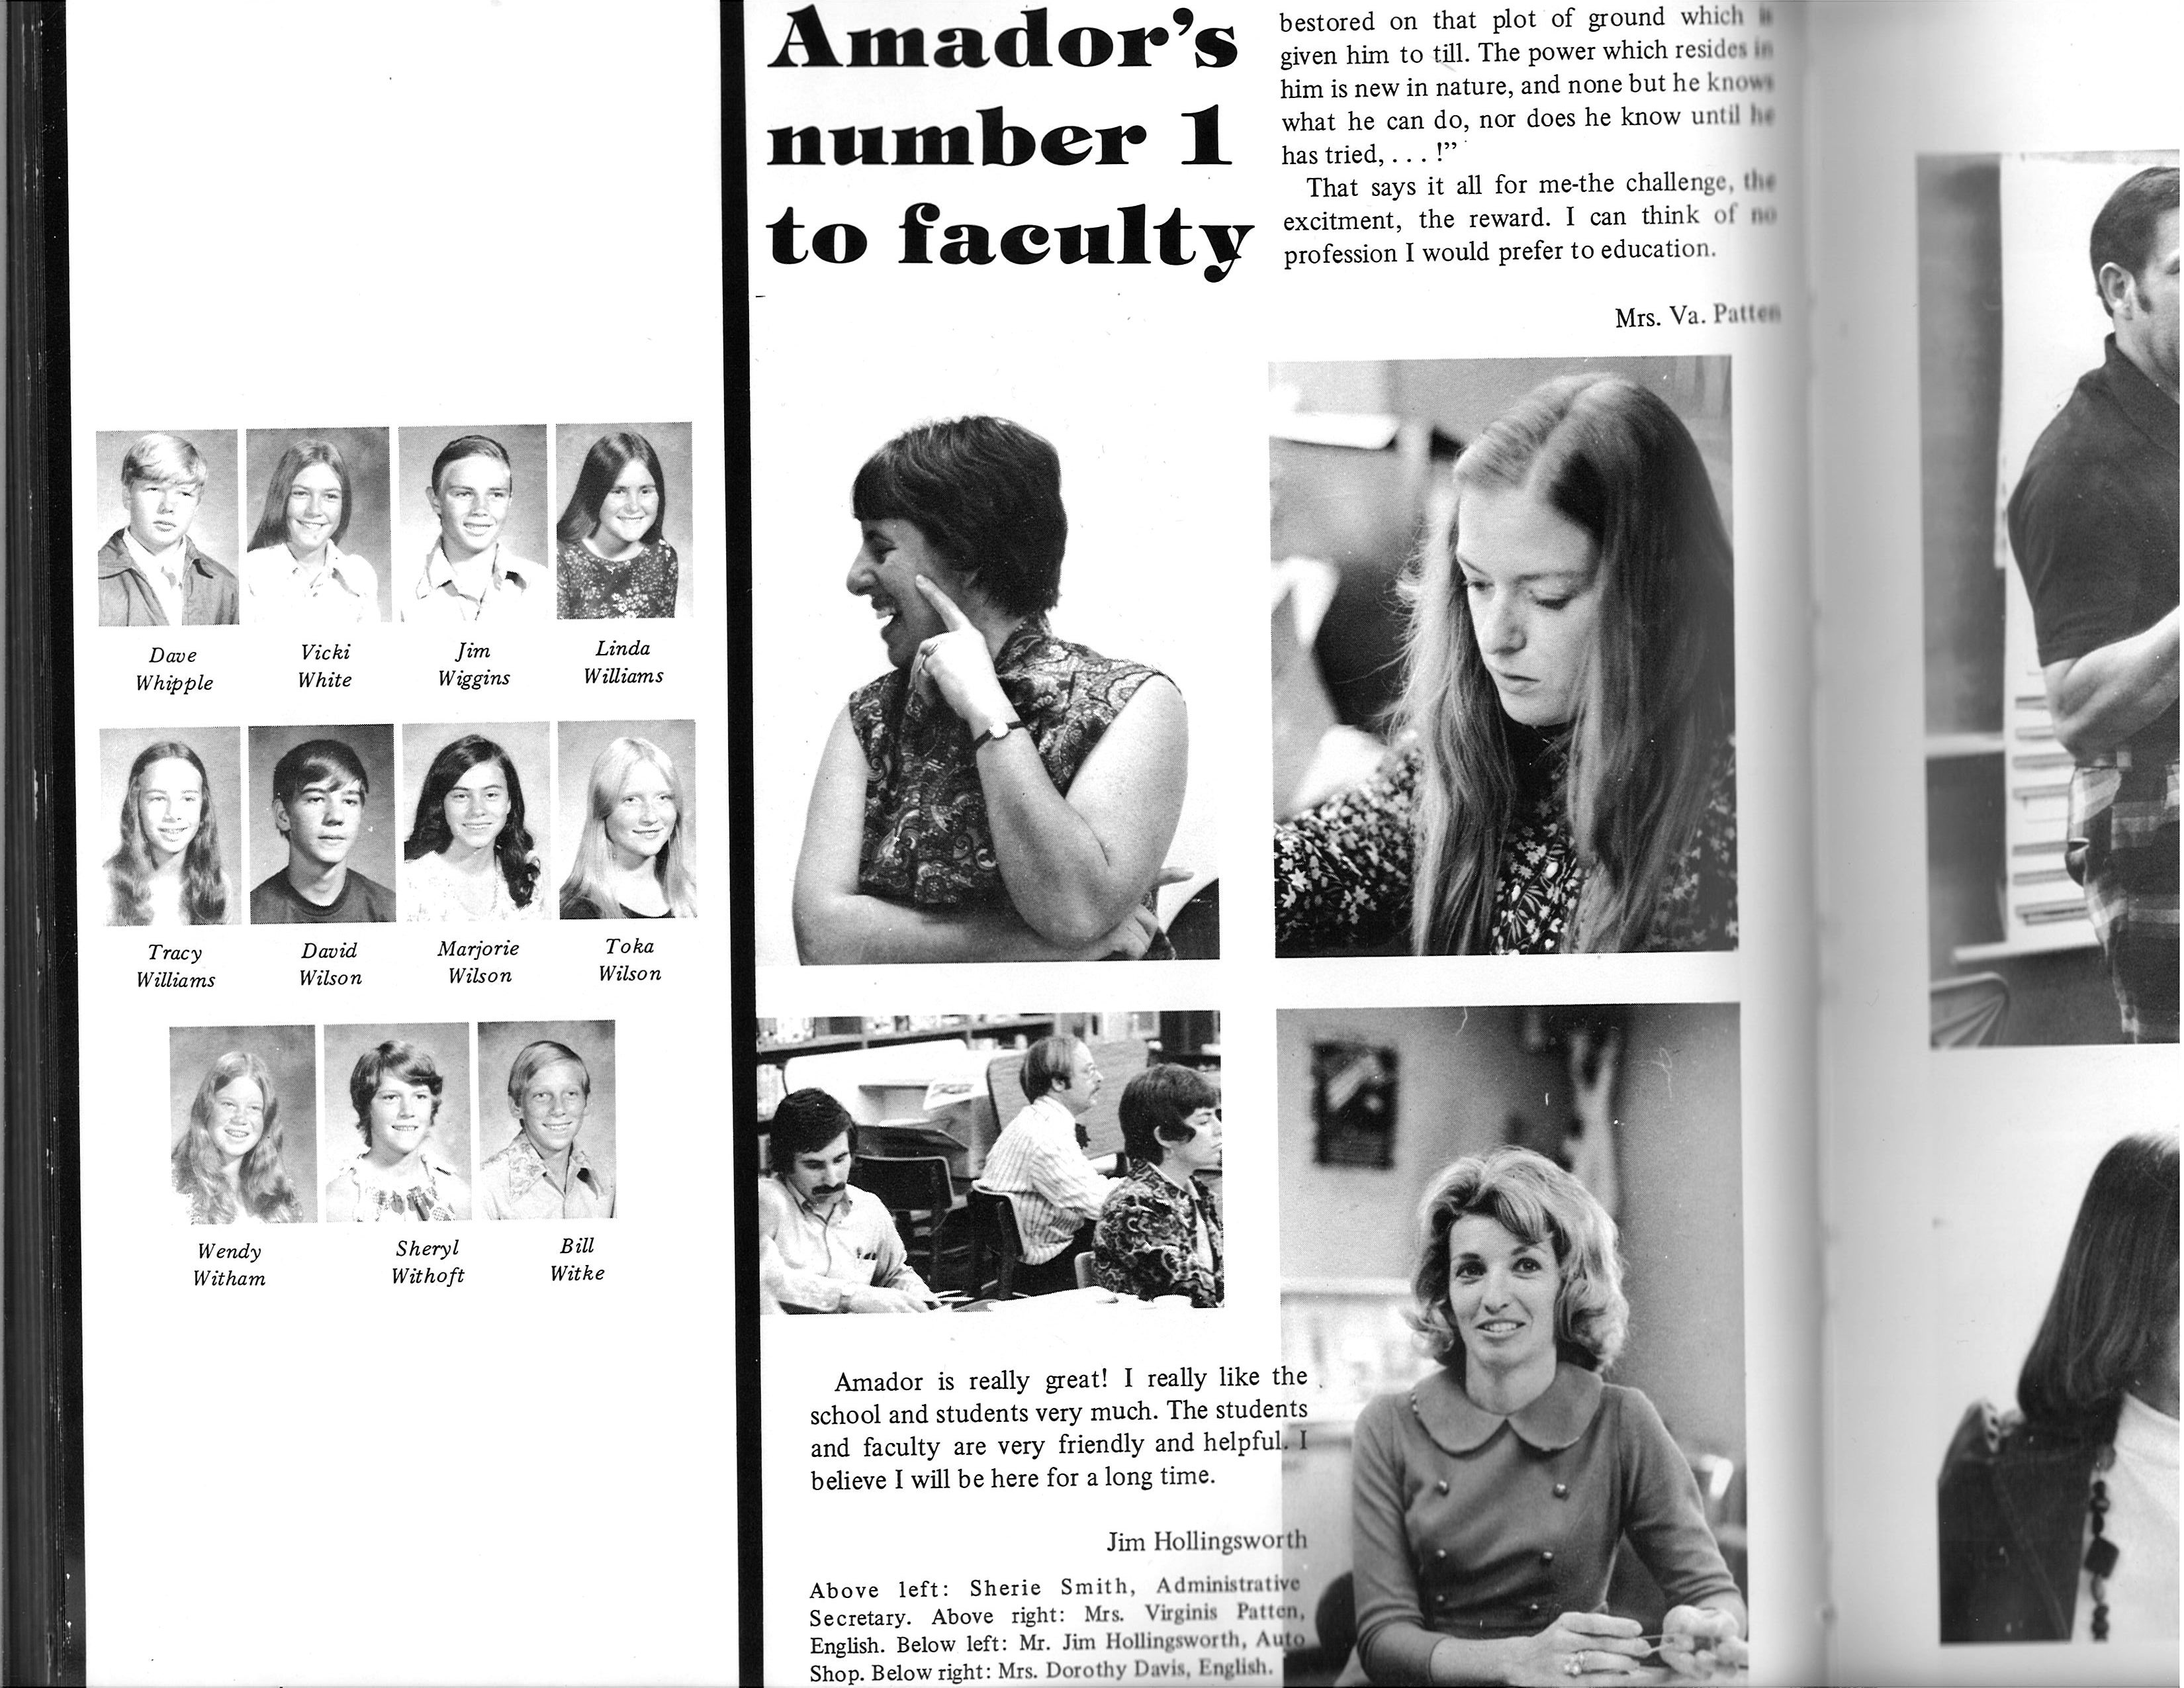 Dave
Whipple
Vicki
White
Jim
Wiggins
Linda
Williams
Tracy
Williams
David
Wilson
Marjorie
Wilson
Toka
Wilson
Wendy
Witham
Sheryl
Withoft
Bill
Witke
Amador's
number 1
to faculty
bestored on that plot of ground which is
given him to till. The power which resides in
him is new in nature, and none but he knows
what he can do, nor does he know until he
has tried, . . . !”
That says it all for me-the challenge, the
excitment, the reward. I can think of no
profession I would prefer to education.
Mrs. Va. Patten
Amador is really great! I really like the
school and students very much. The students
and faculty are very friendly and helpful. I
believe I will be here for a long time.
Jim Hollingsworth
Above left: Sherie Smith, Administrative
Secretary. Above right: Mrs. Virginis Patten,
English. Below left: Mr. Jim Hollingsworth, Auto
Shop. Below right: Mrs. Dorothy Davis, English.